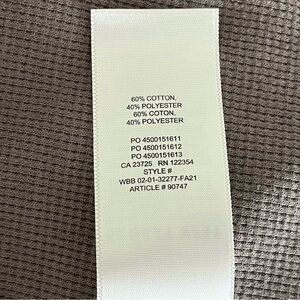 60% COTTON,
40% POLYESTER
60% COTON,
40% POLYESTER
PO 4500151611
PO 4500151612
PO 4500151613
CA 23725 RN 122354
STYLE #
WBB 02-01-32277-FA21
ARTICLE # 90747